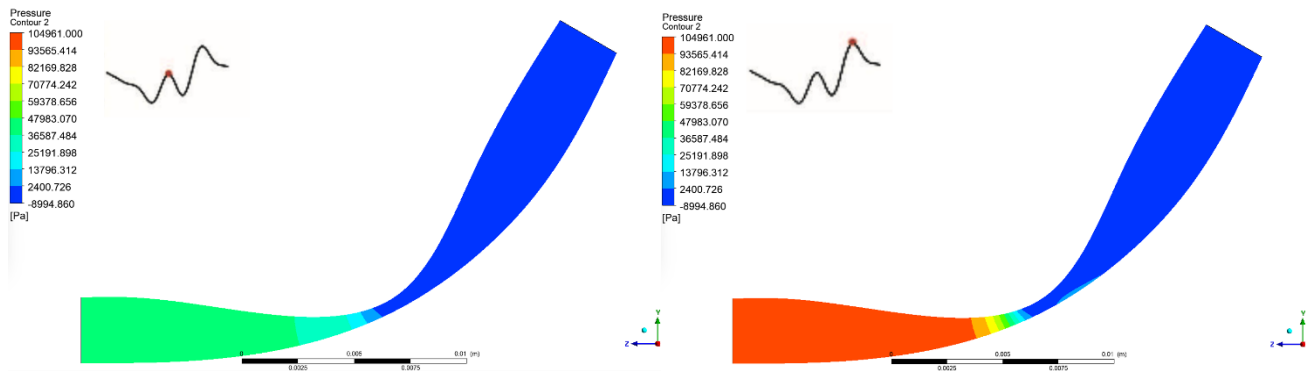 Pressure
Contour 2
104961.000
93565.414
82169.828
70774.242
59378.656
47983.070
36587.484
25191.898
13796.312
2400.726
-8994.860
[Pa]
0 0.005 0.01 (m)
0.0025 0.0075
Y
Z
Pressure
Contour 2
104961.000
93565.414
82169.828
70774.242
59378.656
47983.070
36587.484
25191.898
13796.312
2400.726
-8994.860
[Pa]
0 0.005 0.01 (m)
0.0025 0.0075
Y
Z